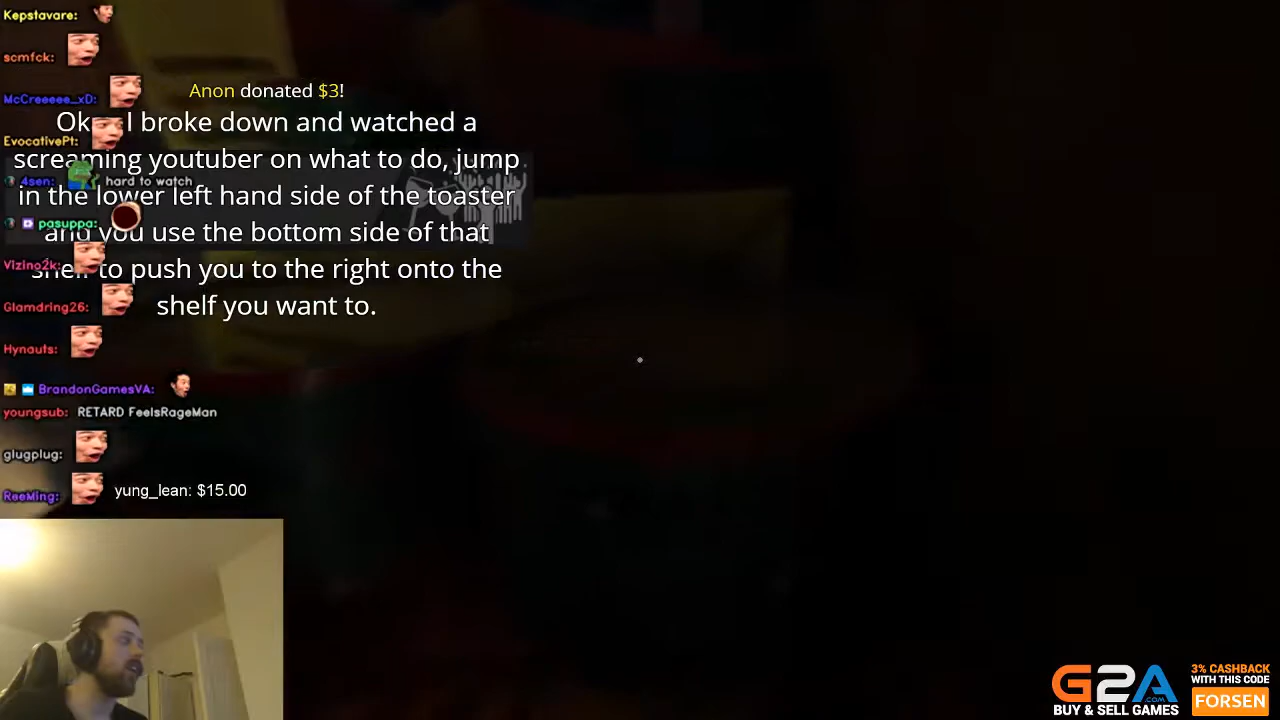 Kepstavare:
scmfck:
Anon donated $3!
McCreeeee_xD:
Ok I broke down and watched a
EvocativePt:
screaming youtuber on what to do, jump
4sen: hard to watch
in the lower left hand side of the toaster
pasuppa:
and you use the bottom side of that
Vizino2k:
shelf to push you to the right onto the
Glamdring26:
shelf you want to.
Hynauts:
BrandonGamesVA:
youngsub: RETARD FeelsRageMan
glugplug:
ReeMing:
yung_lean: $15.00
G2A
.COM
BUY & SELL GAMES
3% CASHBACK
WITH THIS CODE
FORSEN